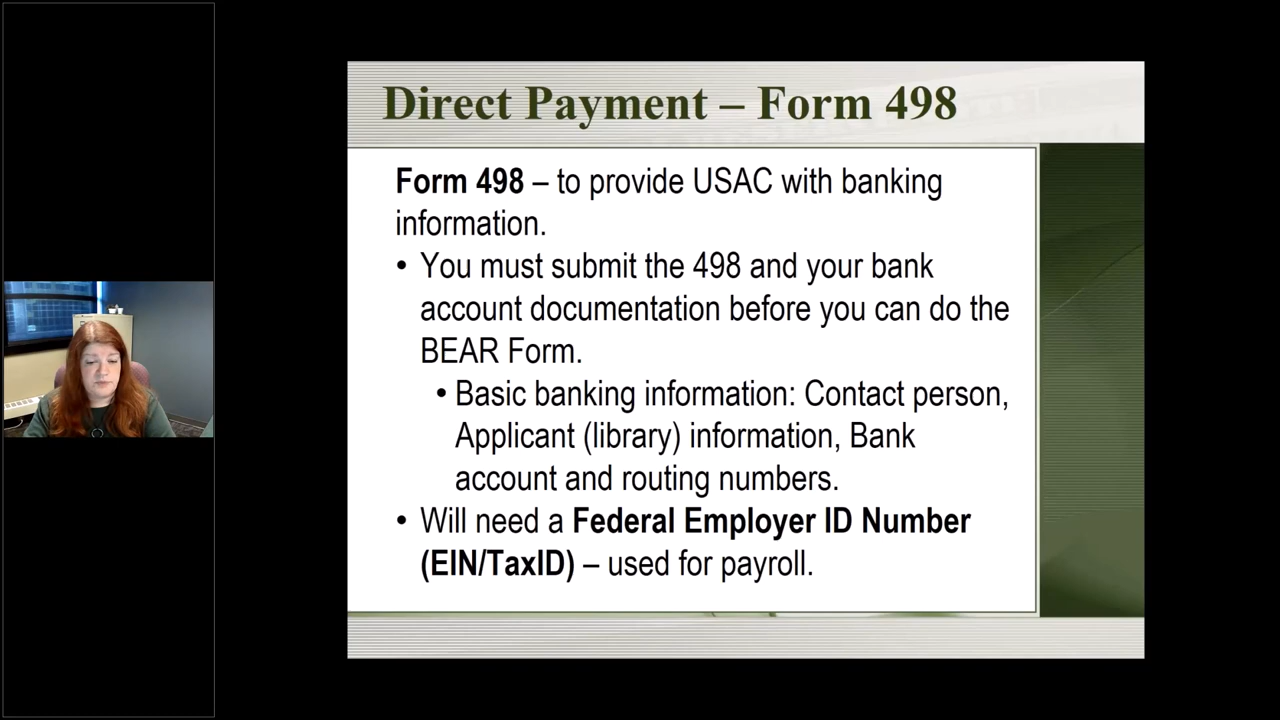 Direct Payment – Form 498
Form 498 – to provide USAC with banking
information.
• You must submit the 498 and your bank
account documentation before you can do the
BEAR Form.
• Basic banking information: Contact person,
Applicant (library) information, Bank
account and routing numbers.
• Will need a Federal Employer ID Number
(EIN/TaxID) – used for payroll.